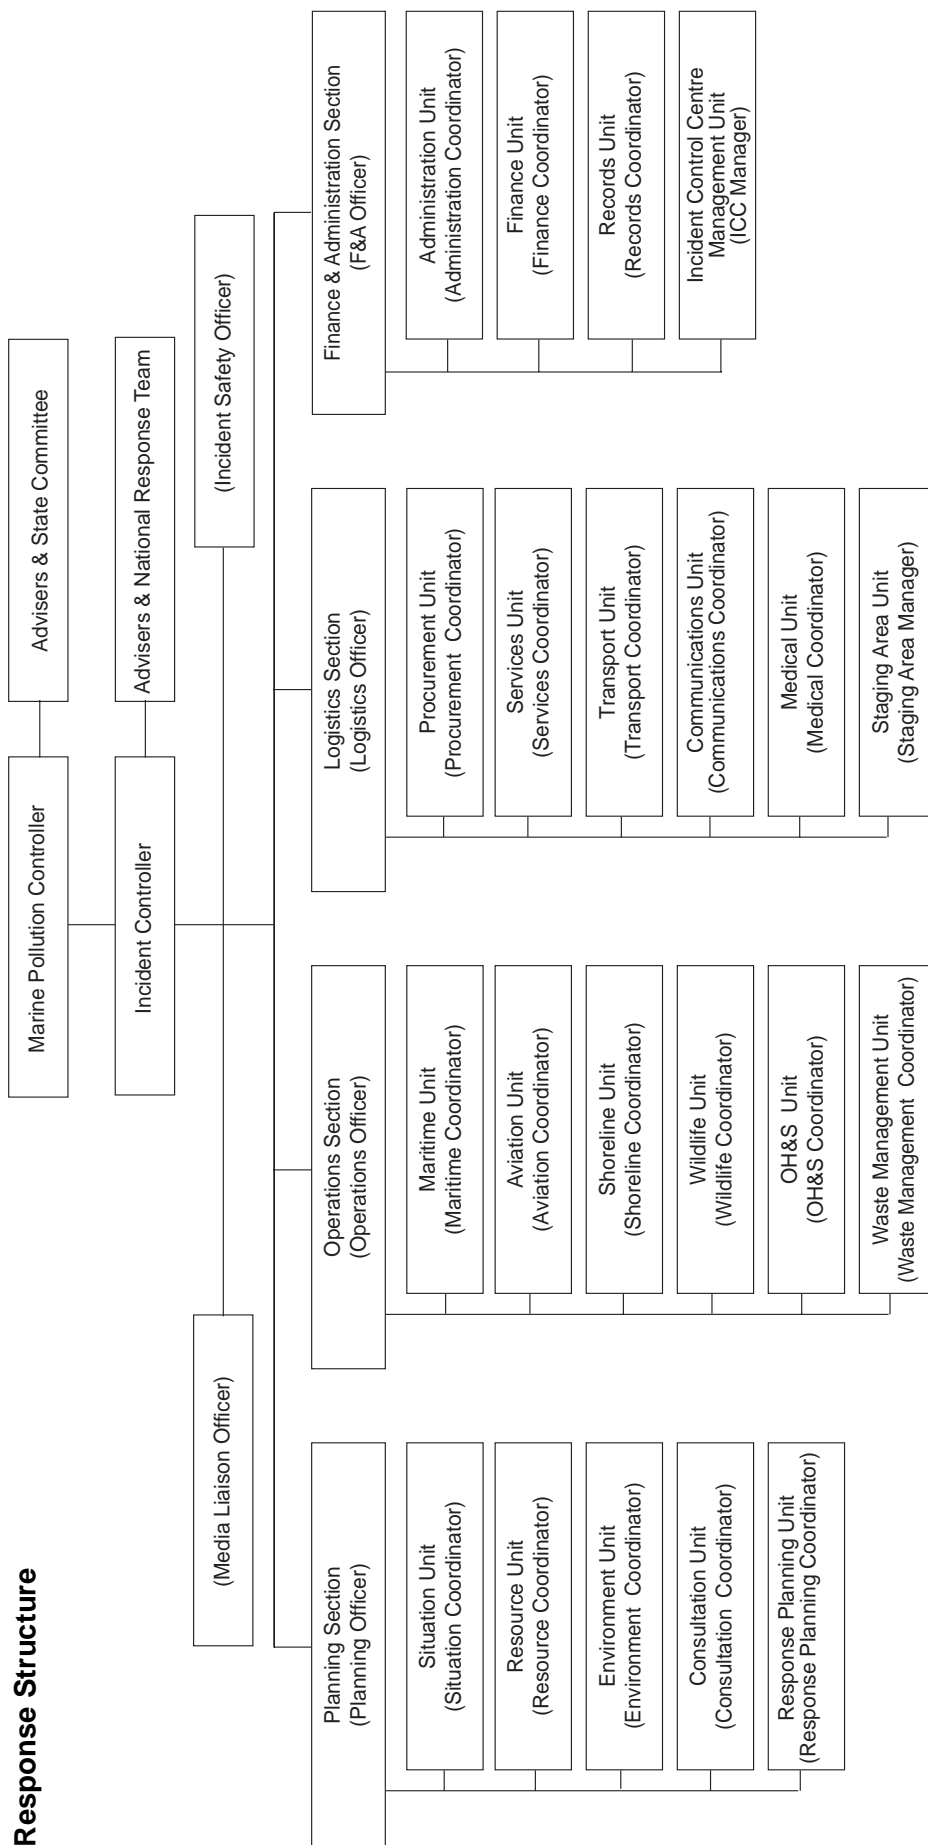 Response Structure
Marine Pollution Controller
Advisers & State Committee
Incident Controller
Advisers & National Response Team
(Media Liaison Officer)
(Incident Safety Officer)
Planning Section
(Planning Officer)
Situation Unit
(Situation Coordinator)
Resource Unit
(Resource Coordinator)
Environment Unit
(Environment Coordinator)
Consultation Unit
(Consultation Coordinator)
Response Planning Unit
(Response Planning Coordinator)
Operations Section
(Operations Officer)
Maritime Unit
(Maritime Coordinator)
Aviation Unit
(Aviation Coordinator)
Shoreline Unit
(Shoreline Coordinator)
Wildlife Unit
(Wildlife Coordinator)
OH&S Unit
(OH&S Coordinator)
Waste Management Unit
(Waste Management Coordinator)
Logistics Section
(Logistics Officer)
Procurement Unit
(Procurement Coordinator)
Services Unit
(Services Coordinator)
Transport Unit
(Transport Coordinator)
Communications Unit
(Communications Coordinator)
Medical Unit
(Medical Coordinator)
Staging Area Unit
(Staging Area Manager)
Finance & Administration Section
(F&A Officer)
Administration Unit
(Administration Coordinator)
Finance Unit
(Finance Coordinator)
Records Unit
(Records Coordinator)
Incident Control Centre
Management Unit
(ICC Manager)